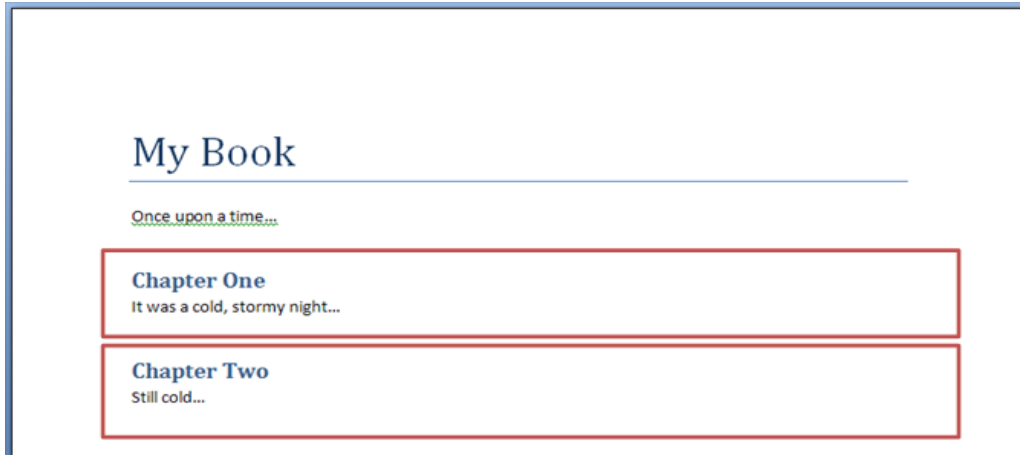 My Book
Once upon a time...
Chapter One
It was a cold, stormy night...
Chapter Two
Still cold...